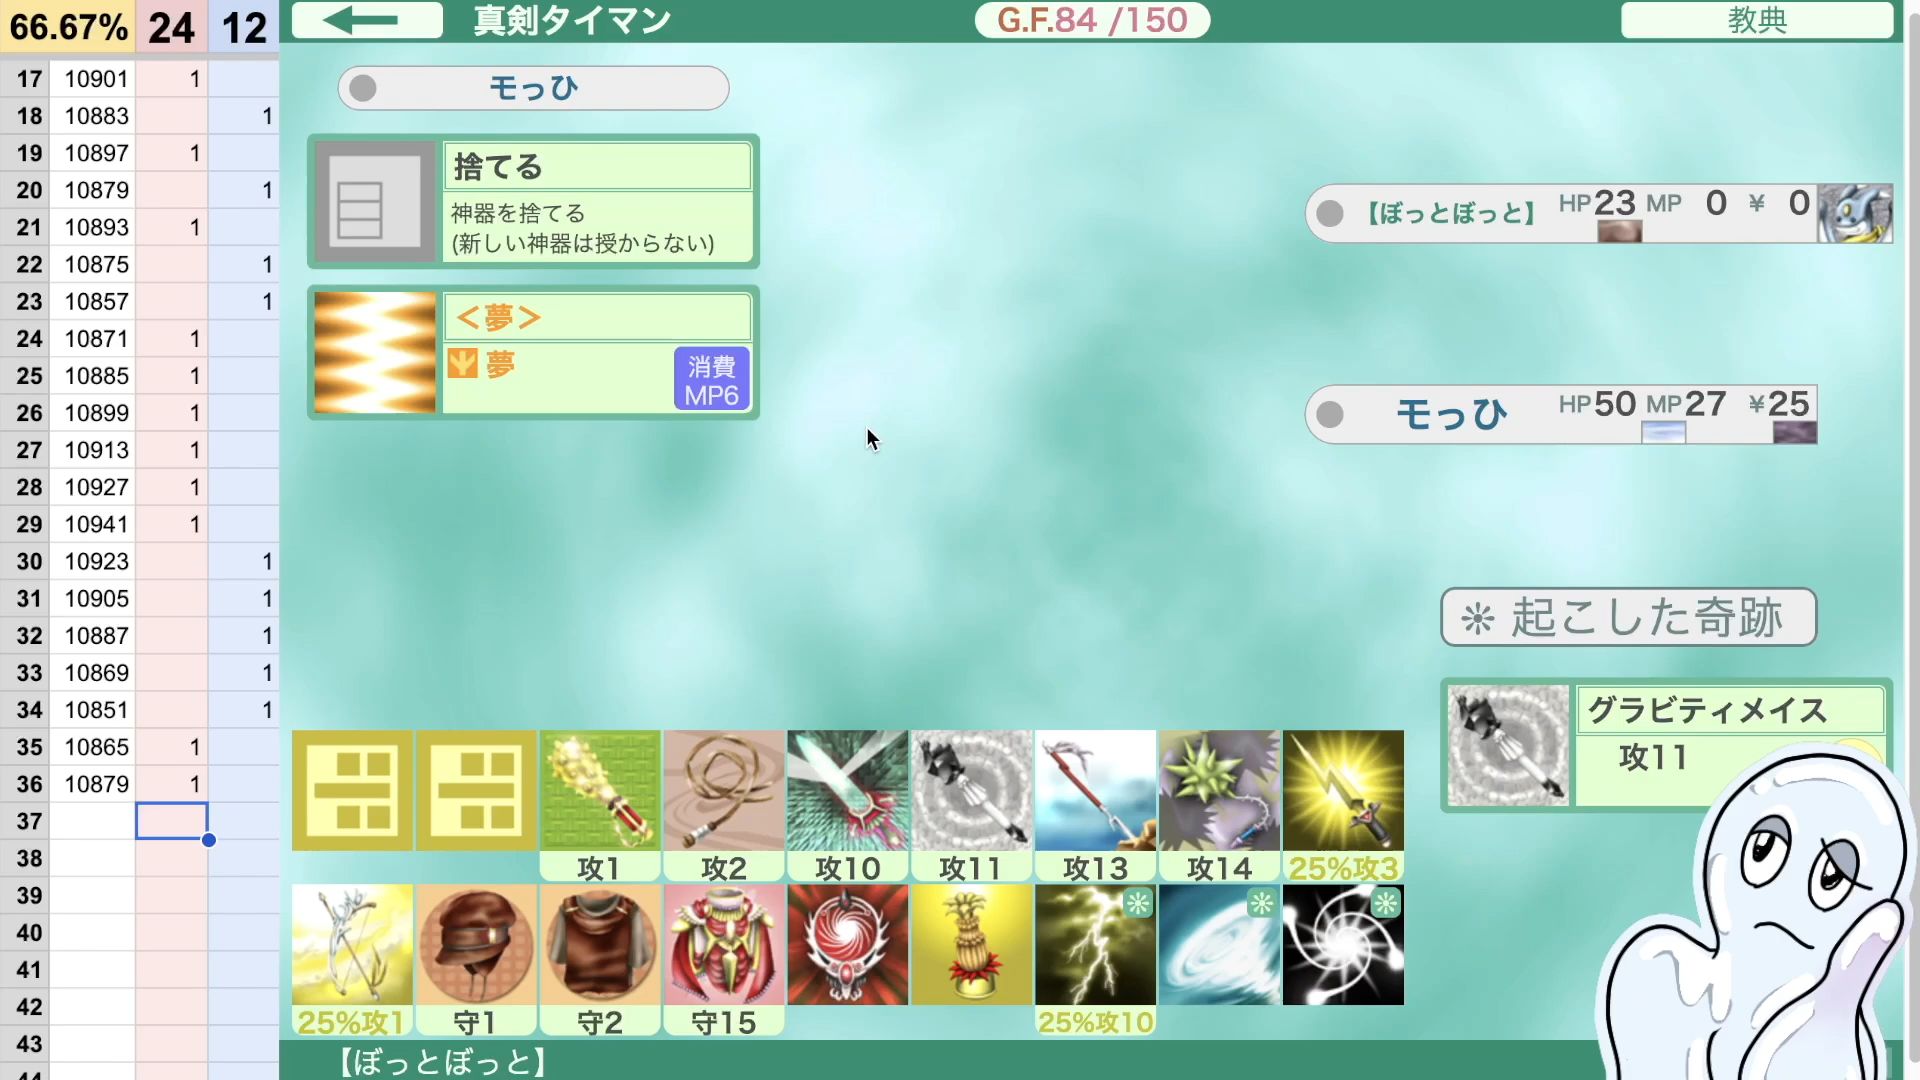 66.67% 24 12
17 10901 1
18 10883 1
19 10897 1
20 10879 1
21 10893 1
22 10875 1
23 10857 1
24 10871 1
25 10885 1
26 10899 1
27 10913 1
28 10927 1
29 10941 1
30 10923 1
31 10905 1
32 10887 1
33 10869 1
34 10851 1
35 10865 1
36 10879 1
37
38
39
40
41
42
43
44
真剣タイマン
G.F.84 /150
教典
モっひ
捨てる
神器を捨てる
(新しい神器は授からない)
<夢>
夢
消費
MP6
【ぼっとぼっと】 HP23 MP 0 ¥ 0
モっひ HP50 MP27 ¥25
起こした奇跡
グラビティメイス
攻11
攻1 攻2 攻10 攻11 攻13 攻14 25%攻3
25%攻1 守1 守2 守15 25%攻10
【ぼっとぼっと】